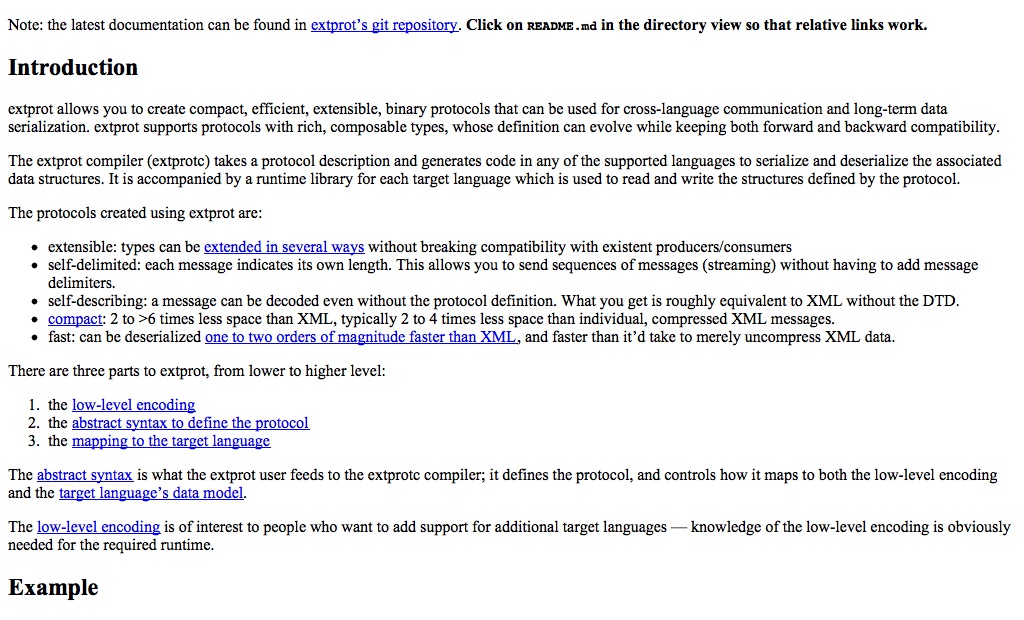 Note: the latest documentation can be found in extprot’s git repository. Click on README.md in the directory view so that relative links work.
Introduction
extprot allows you to create compact, efficient, extensible, binary protocols that can be used for cross-language communication and long-term data
serialization. extprot supports protocols with rich, composable types, whose definition can evolve while keeping both forward and backward compatibility.
The extprot compiler (extprotc) takes a protocol description and generates code in any of the supported languages to serialize and deserialize the associated
data structures. It is accompanied by a runtime library for each target language which is used to read and write the structures defined by the protocol.
The protocols created using extprot are:
• extensible: types can be extended in several ways without breaking compatibility with existent producers/consumers
• self-delimited: each message indicates its own length. This allows you to send sequences of messages (streaming) without having to add message
delimiters.
• self-describing: a message can be decoded even without the protocol definition. What you get is roughly equivalent to XML without the DTD.
• compact: 2 to >6 times less space than XML, typically 2 to 4 times less space than individual, compressed XML messages.
• fast: can be deserialized one to two orders of magnitude faster than XML, and faster than it’d take to merely uncompress XML data.
There are three parts to extprot, from lower to higher level:
1. the low-level encoding
2. the abstract syntax to define the protocol
3. the mapping to the target language
The abstract syntax is what the extprot user feeds to the extprotc compiler; it defines the protocol, and controls how it maps to both the low-level encoding
and the target language’s data model.
The low-level encoding is of interest to people who want to add support for additional target languages — knowledge of the low-level encoding is obviously
needed for the required runtime.
Example